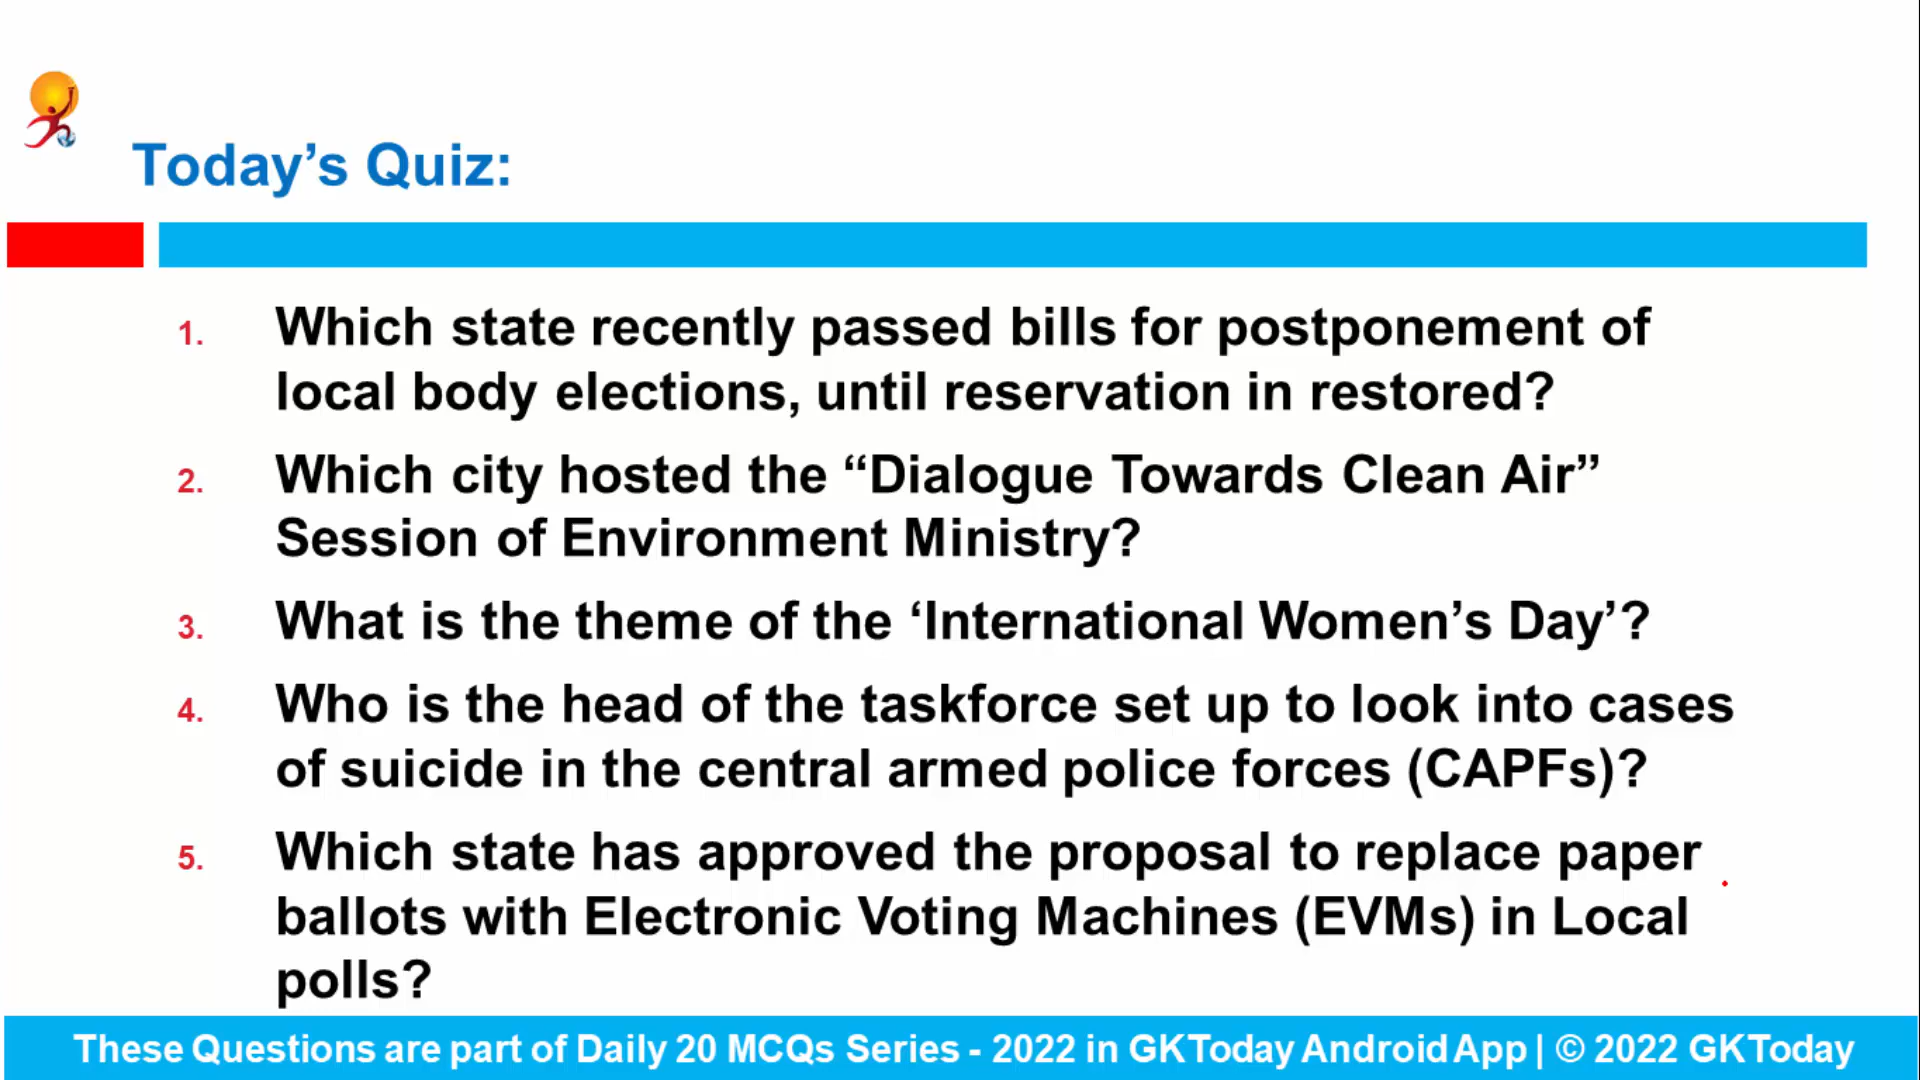 Today’s Quiz:
1. Which state recently passed bills for postponement of
local body elections, until reservation in restored?
2. Which city hosted the “Dialogue Towards Clean Air”
Session of Environment Ministry?
3. What is the theme of the ‘International Women’s Day’?
4. Who is the head of the taskforce set up to look into cases
of suicide in the central armed police forces (CAPFs)?
5. Which state has approved the proposal to replace paper
ballots with Electronic Voting Machines (EVMs) in Local
polls?
These Questions are part of Daily 20 MCQs Series - 2022 in GKToday Android App | © 2022 GKToday